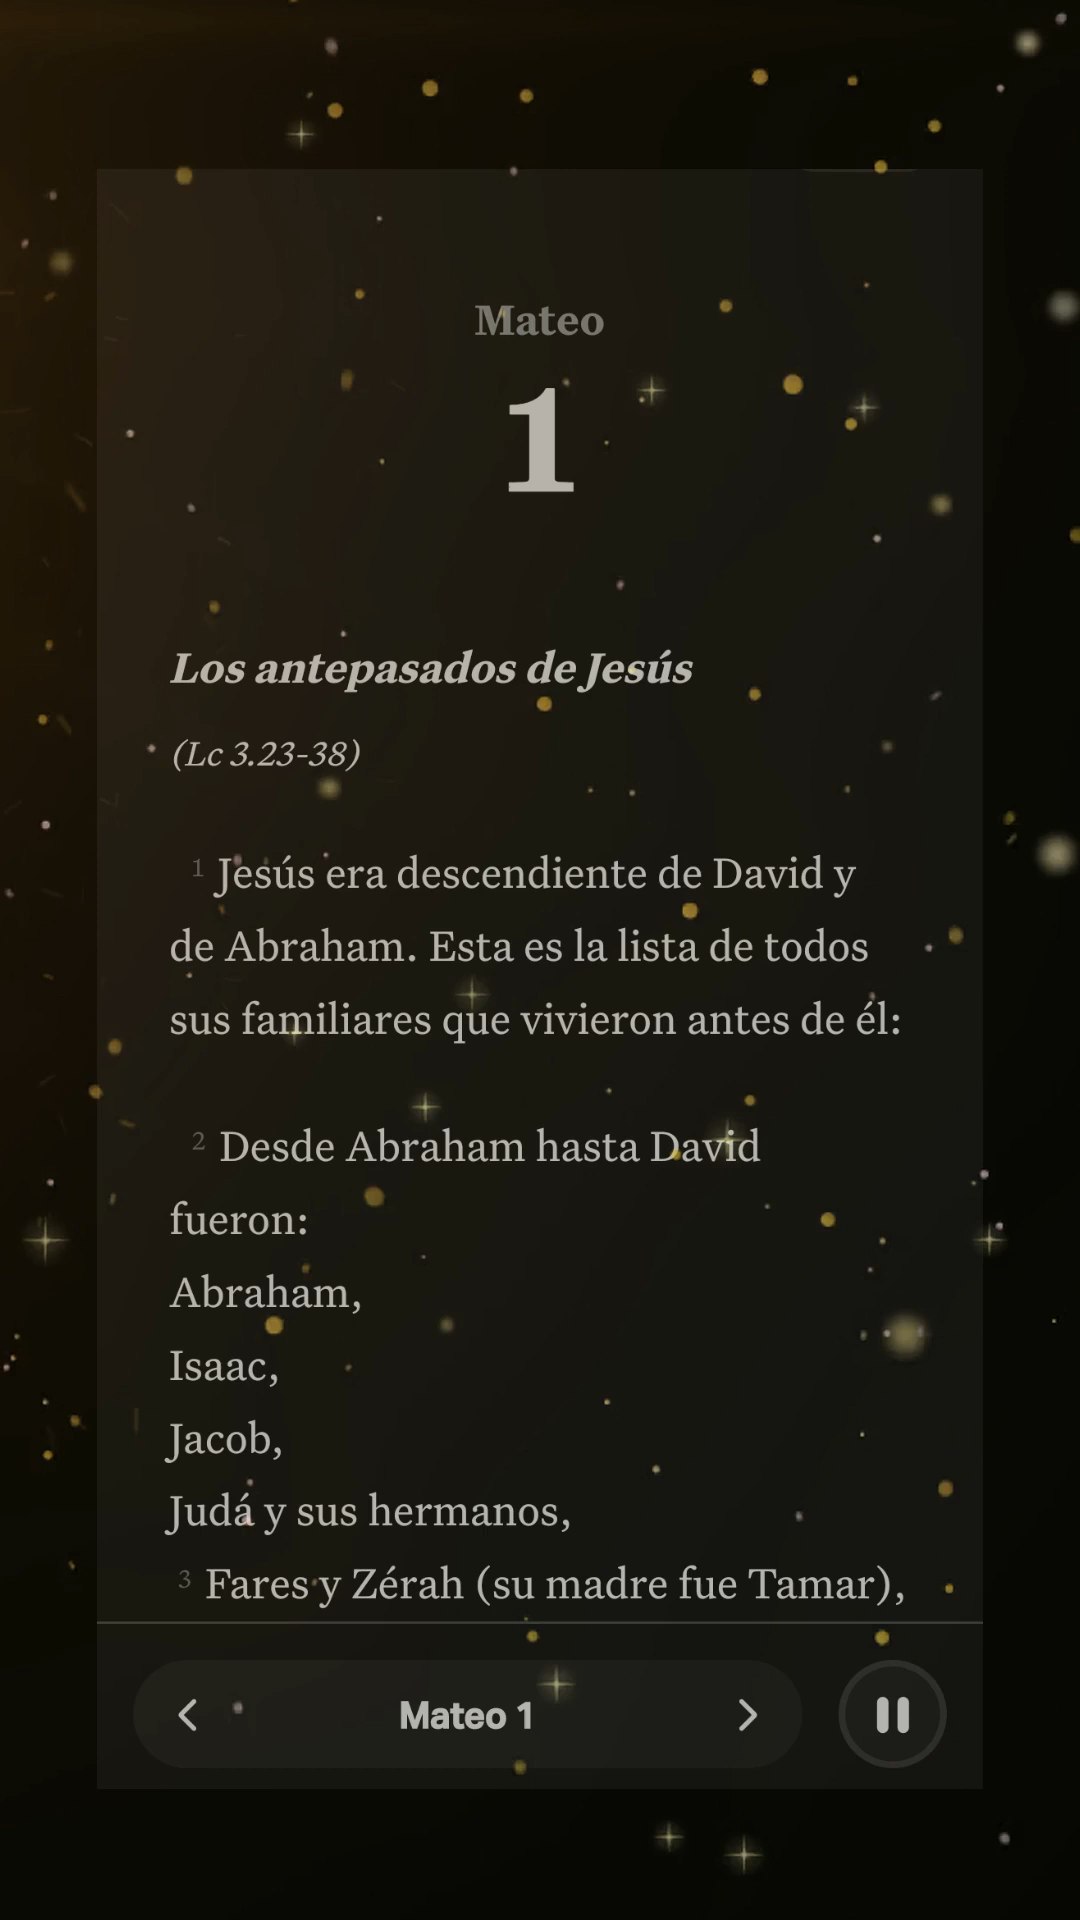 Mateo
1
Los antepasados de Jesús
(Lc 3.23-38)
1 Jesús era descendiente de David y
de Abraham. Esta es la lista de todos
sus familiares que vivieron antes de él:
2 Desde Abraham hasta David
fueron:
Abraham,
Isaac,
Jacob,
Judá y sus hermanos,
3 Fares y Zérah (su madre fue Tamar),
Mateo 1